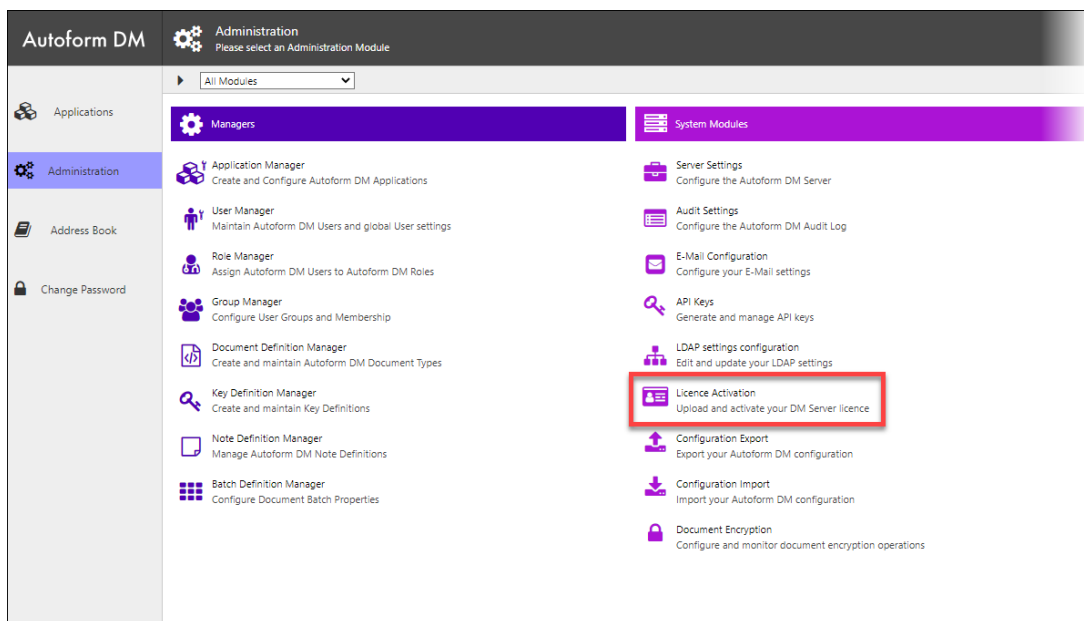 Autoform DM
Administration
Please select an Administration Module
All Modules
Applications
Administration
Address Book
Change Password
Managers
Application Manager
Create and Configure Autoform DM Applications
User Manager
Maintain Autoform DM Users and global User settings
Role Manager
Assign Autoform DM Users to Autoform DM Roles
Group Manager
Configure User Groups and Membership
Document Definition Manager
Create and maintain Autoform DM Document Types
Key Definition Manager
Create and maintain Key Definitions
Note Definition Manager
Manage Autoform DM Note Definitions
Batch Definition Manager
Configure Document Batch Properties
System Modules
Server Settings
Configure the Autoform DM Server
Audit Settings
Configure the Autoform DM Audit Log
E-Mail Configuration
Configure your E-Mail settings
API Keys
Generate and manage API keys
LDAP settings configuration
Edit and update your LDAP settings
Licence Activation
Upload and activate your DM Server licence
Configuration Export
Export your Autoform DM configuration
Configuration Import
Import your Autoform DM configuration
Document Encryption
Configure and monitor document encryption operations